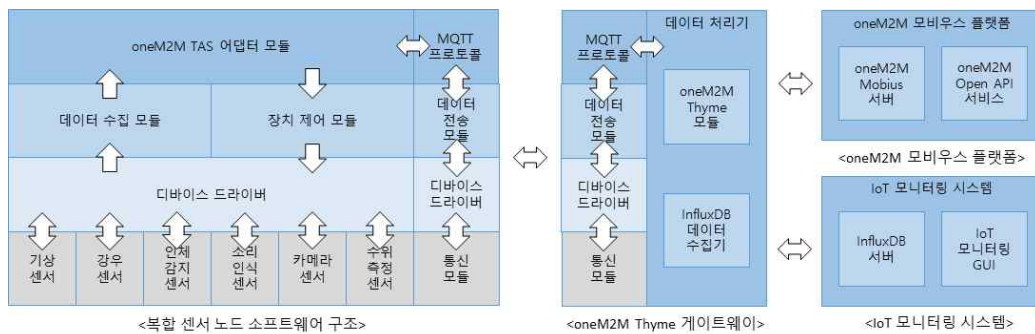 oneM2M TAS 어댑터 모듈
MQTT
프로토콜
데이터 수집 모듈
장치 제어 모듈
데이터
전송
모듈
디바이스 드라이버
디바이스
드라이버
기상
센서
강우
센서
인체
감지
센서
소리
인식
센서
카메라
센서
수위
측정
센서
통신
모듈
<복합 센서 노드 소프트웨어 구조>
MQTT
프로토콜
데이터
전송
모듈
디바이스
드라이버
통신
모듈
데이터 처리기
oneM2M
Thyme
모듈
InfluxDB
데이터
수집기
<oneM2M Thyme 게이트웨이>
oneM2M 모비우스 플랫폼
oneM2M
Mobius
서버
oneM2M
Open API
서비스
<oneM2M 모비우스 플랫폼>
IoT 모니터링 시스템
InfluxDB
서버
IoT
모니터링
GUI
<IoT 모니터링 시스템>